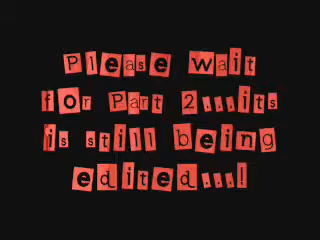 Please wait
for Part 2...its
is still being
edited...!